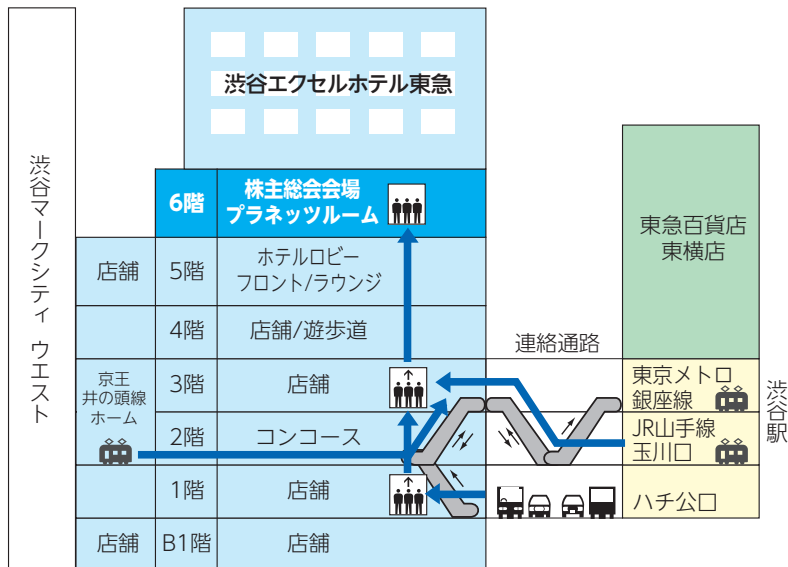 渋谷エクセルホテル東急
渋谷マークシティ ウエスト
6階
株主総会会場
プラネッツルーム
店舗
5階
ホテルロビー
フロント/ラウンジ
4階
店舗/遊歩道
京王
井の頭線
ホーム
3階
店舗
2階
コンコース
1階
店舗
店舗
B1階
店舗
連絡通路
東急百貨店
東横店
東京メトロ
銀座線
JR山手線
玉川口
ハチ公口
渋谷駅